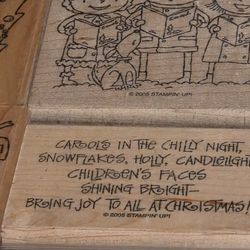 © 2005 STAMPIN' UP!
CAROLS IN THE CHILLY NIGHT,
SNOWFLAKES, HOLLY, CANDLELIGHT
CHILDREN'S FACES
SHINING BRIGHT—
BRING JOY TO ALL AT CHRISTMAS!
© 2005 STAMPIN' UP!